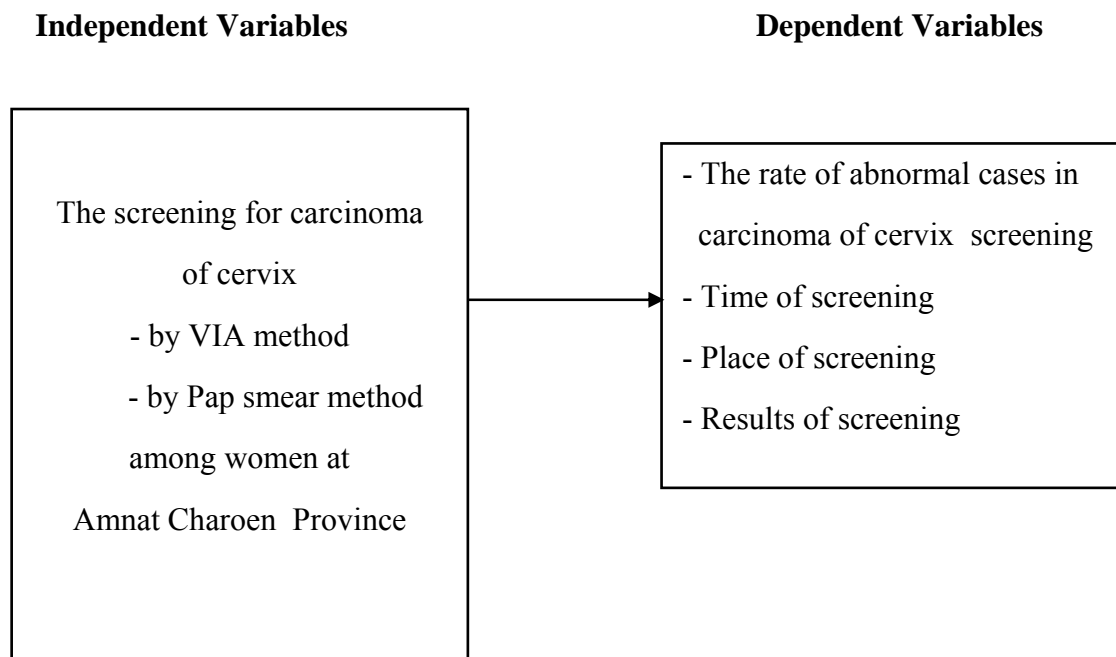 Independent Variables
Dependent Variables
The screening for carcinoma
of cervix
- by VIA method
- by Pap smear method
among women at
Amnat Charoen Province
- The rate of abnormal cases in
carcinoma of cervix screening
- Time of screening
- Place of screening
- Results of screening